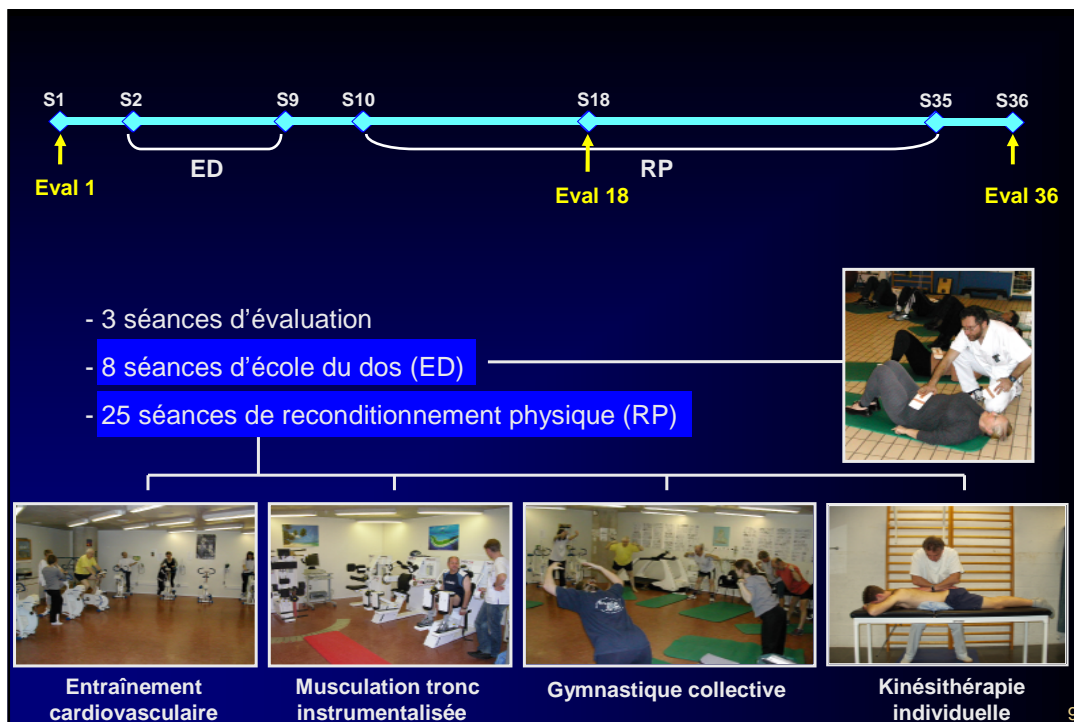 S1 S2 S9 S10 S18 S35 S36
ED RP
Eval 1 Eval 18 Eval 36
- 3 séances d'évaluation
- 8 séances d'école du dos (ED)
- 25 séances de reconditionnement physique (RP)
Entraînement
cardiovasculaire
Musculation tronc
instrumentalisée
Gymnastique collective
Kinésithérapie
individuelle
9